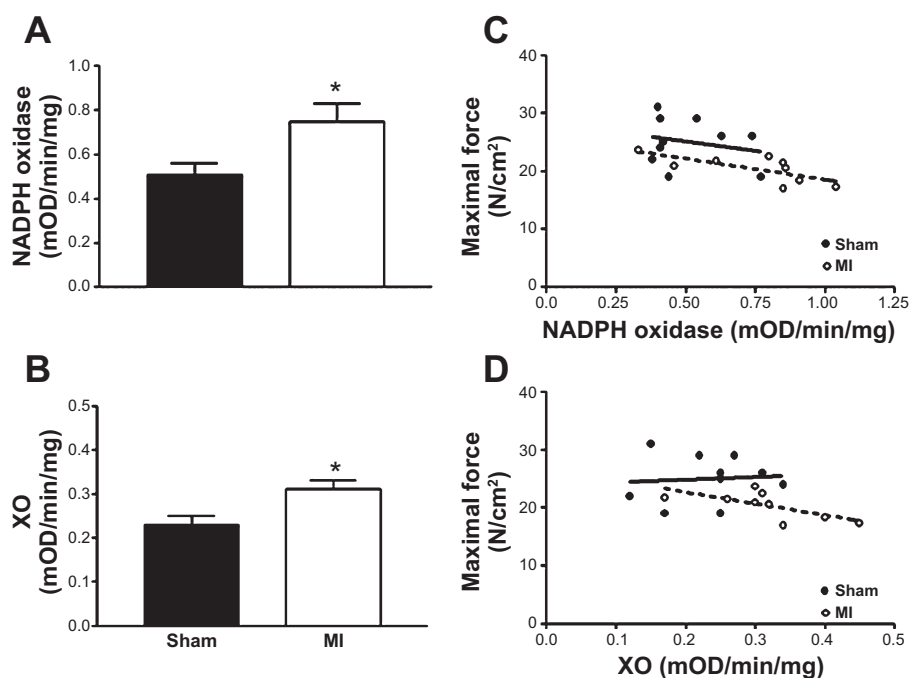 A
NADPH oxidase
(mOD/min/mg)
1.0
0.8
0.6
0.4
0.2
0.0
*
B
XO
(mOD/min/mg)
0.5
0.4
0.3
0.2
0.1
0.0
*
Sham MI
C
Maximal force
(N/cm²)
40
30
20
10
0
Sham
MI
0.0 0.25 0.50 0.75 1.00 1.25
NADPH oxidase (mOD/min/mg)
D
Maximal force
(N/cm²)
40
30
20
10
0
Sham
MI
0.0 0.1 0.2 0.3 0.4 0.5
XO (mOD/min/mg)